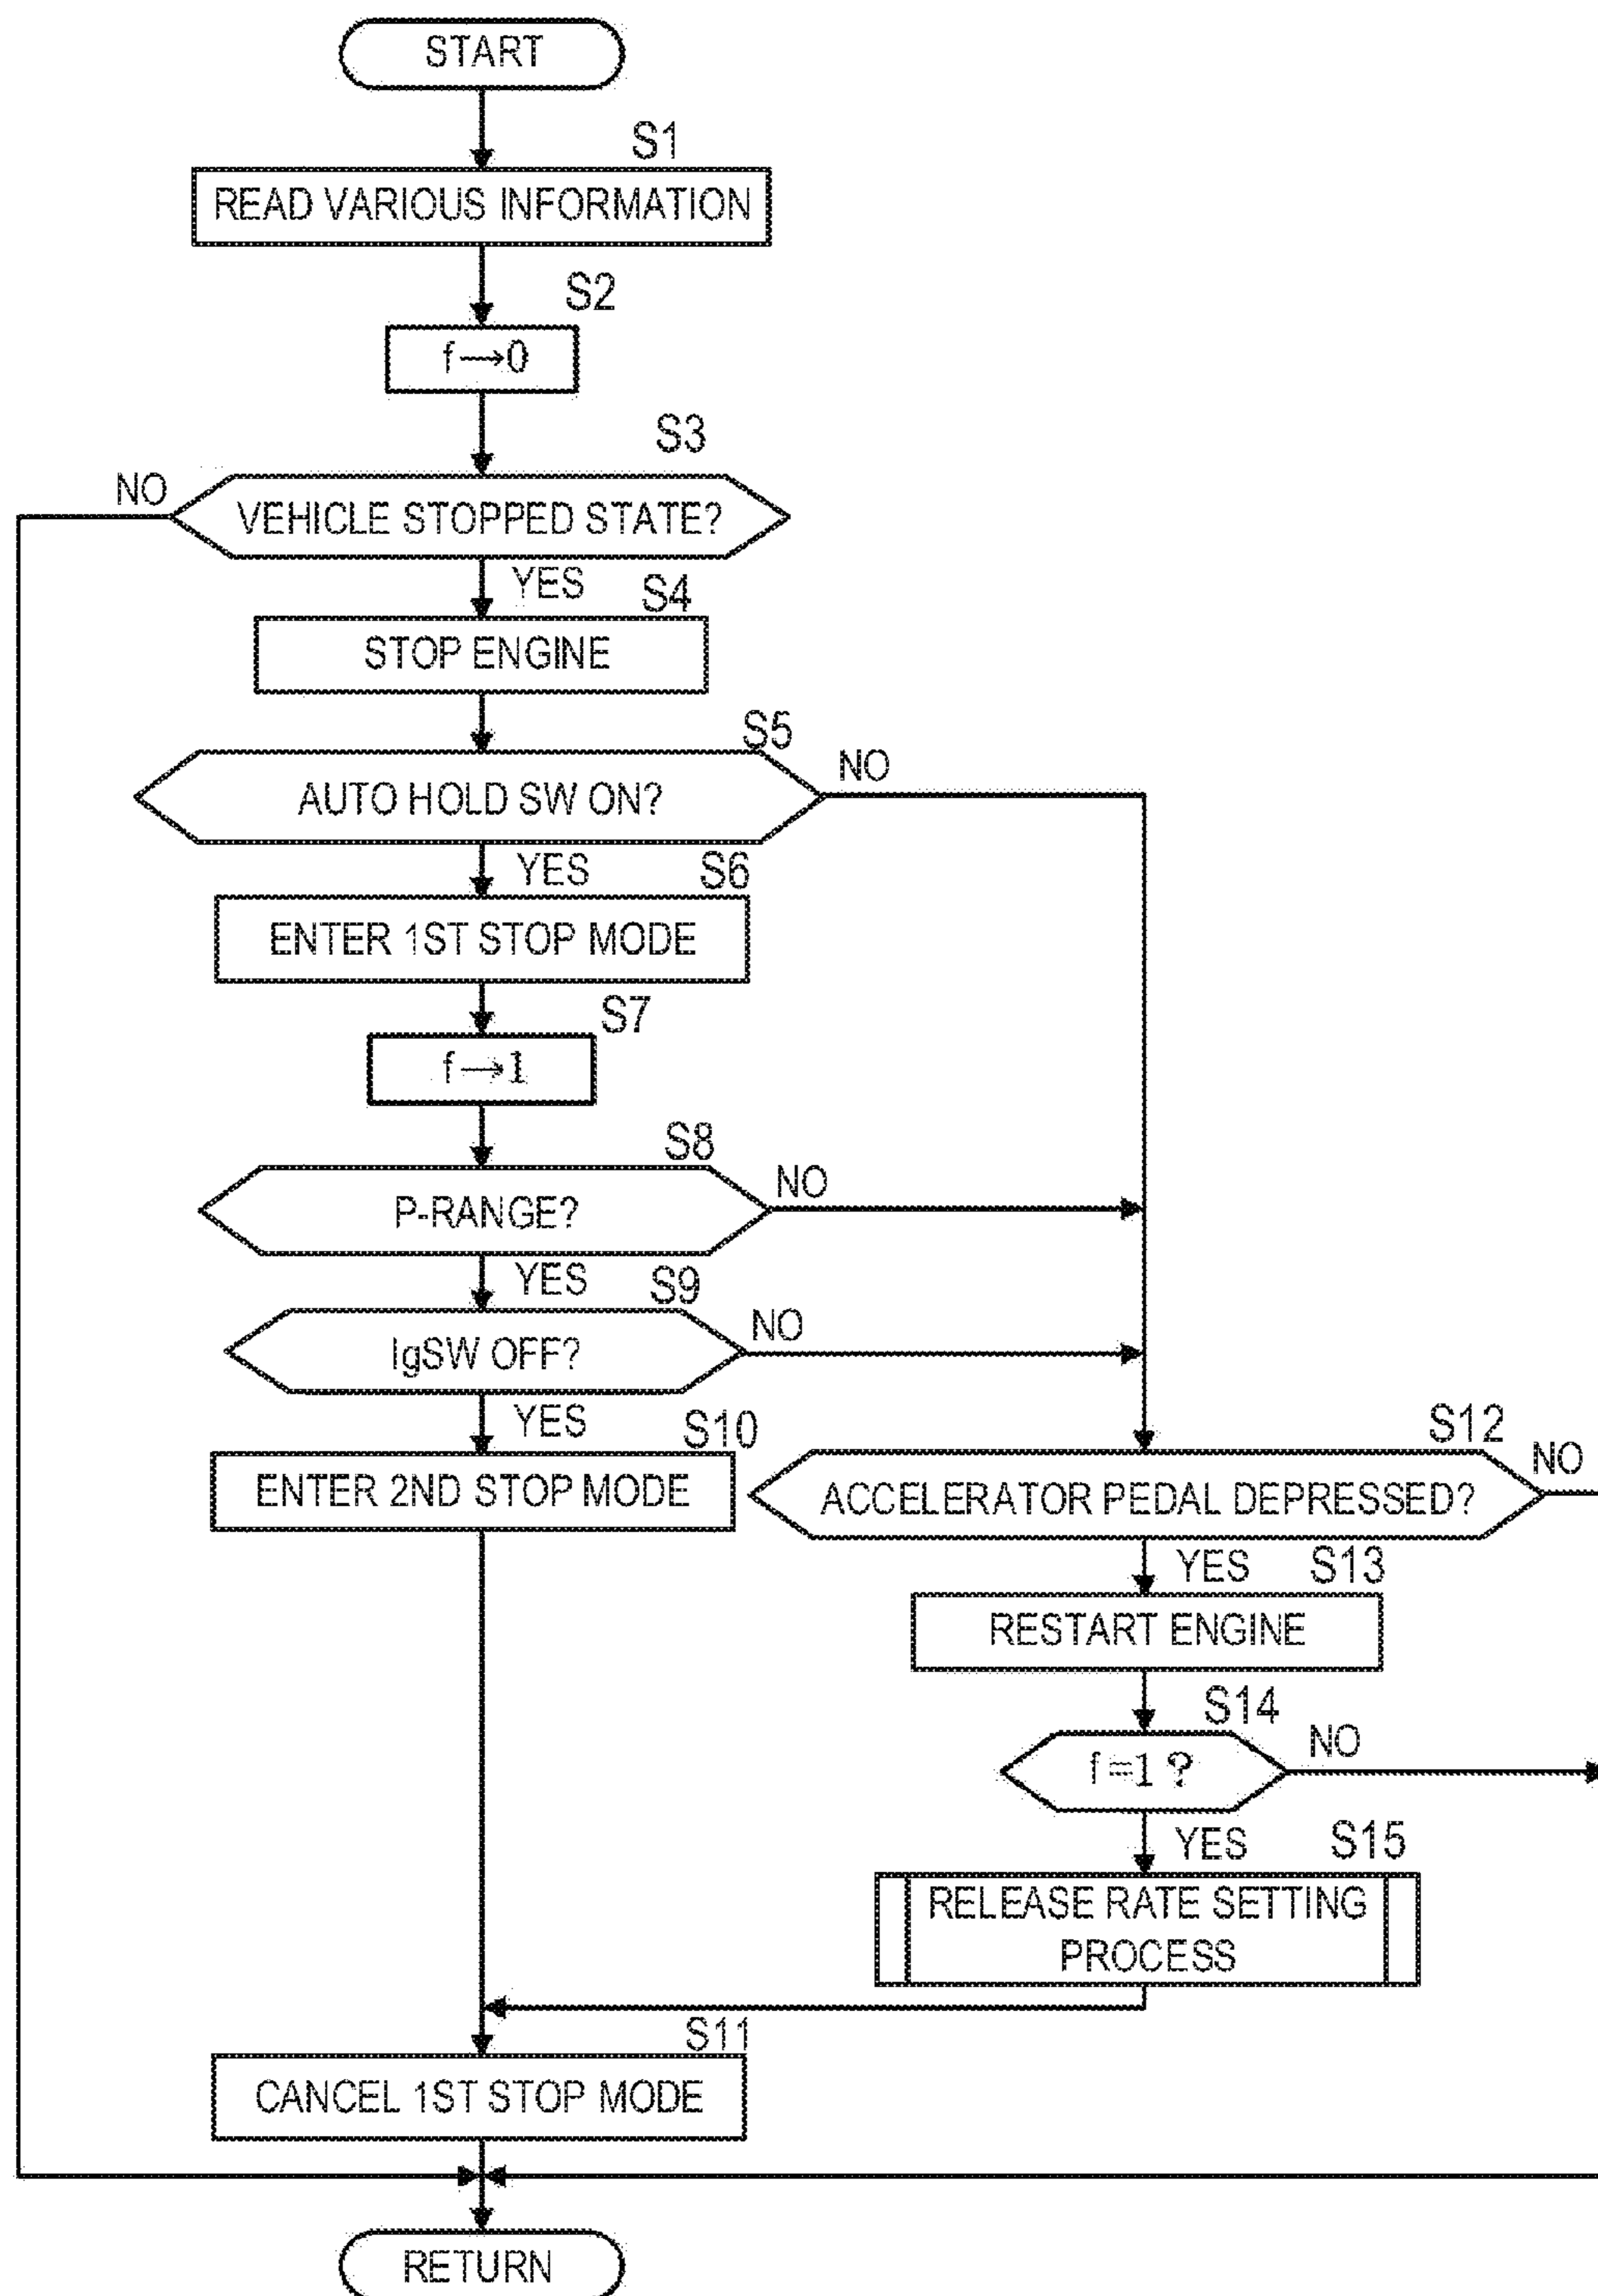 START
S1
READ VARIOUS INFORMATION
S2
f→0
S3
NO
VEHICLE STOPPED STATE?
YES
S4
STOP ENGINE
S5
NO
AUTO HOLD SW ON?
YES
S6
ENTER 1ST STOP MODE
S7
f→1
S8
NO
P-RANGE?
YES
S9
NO
IgSW OFF?
YES
S10
ENTER 2ND STOP MODE
S12
NO
ACCELERATOR PEDAL DEPRESSED?
YES
S13
RESTART ENGINE
S14
NO
f=1 ?
YES
S15
RELEASE RATE SETTING
PROCESS
S11
CANCEL 1ST STOP MODE
RETURN